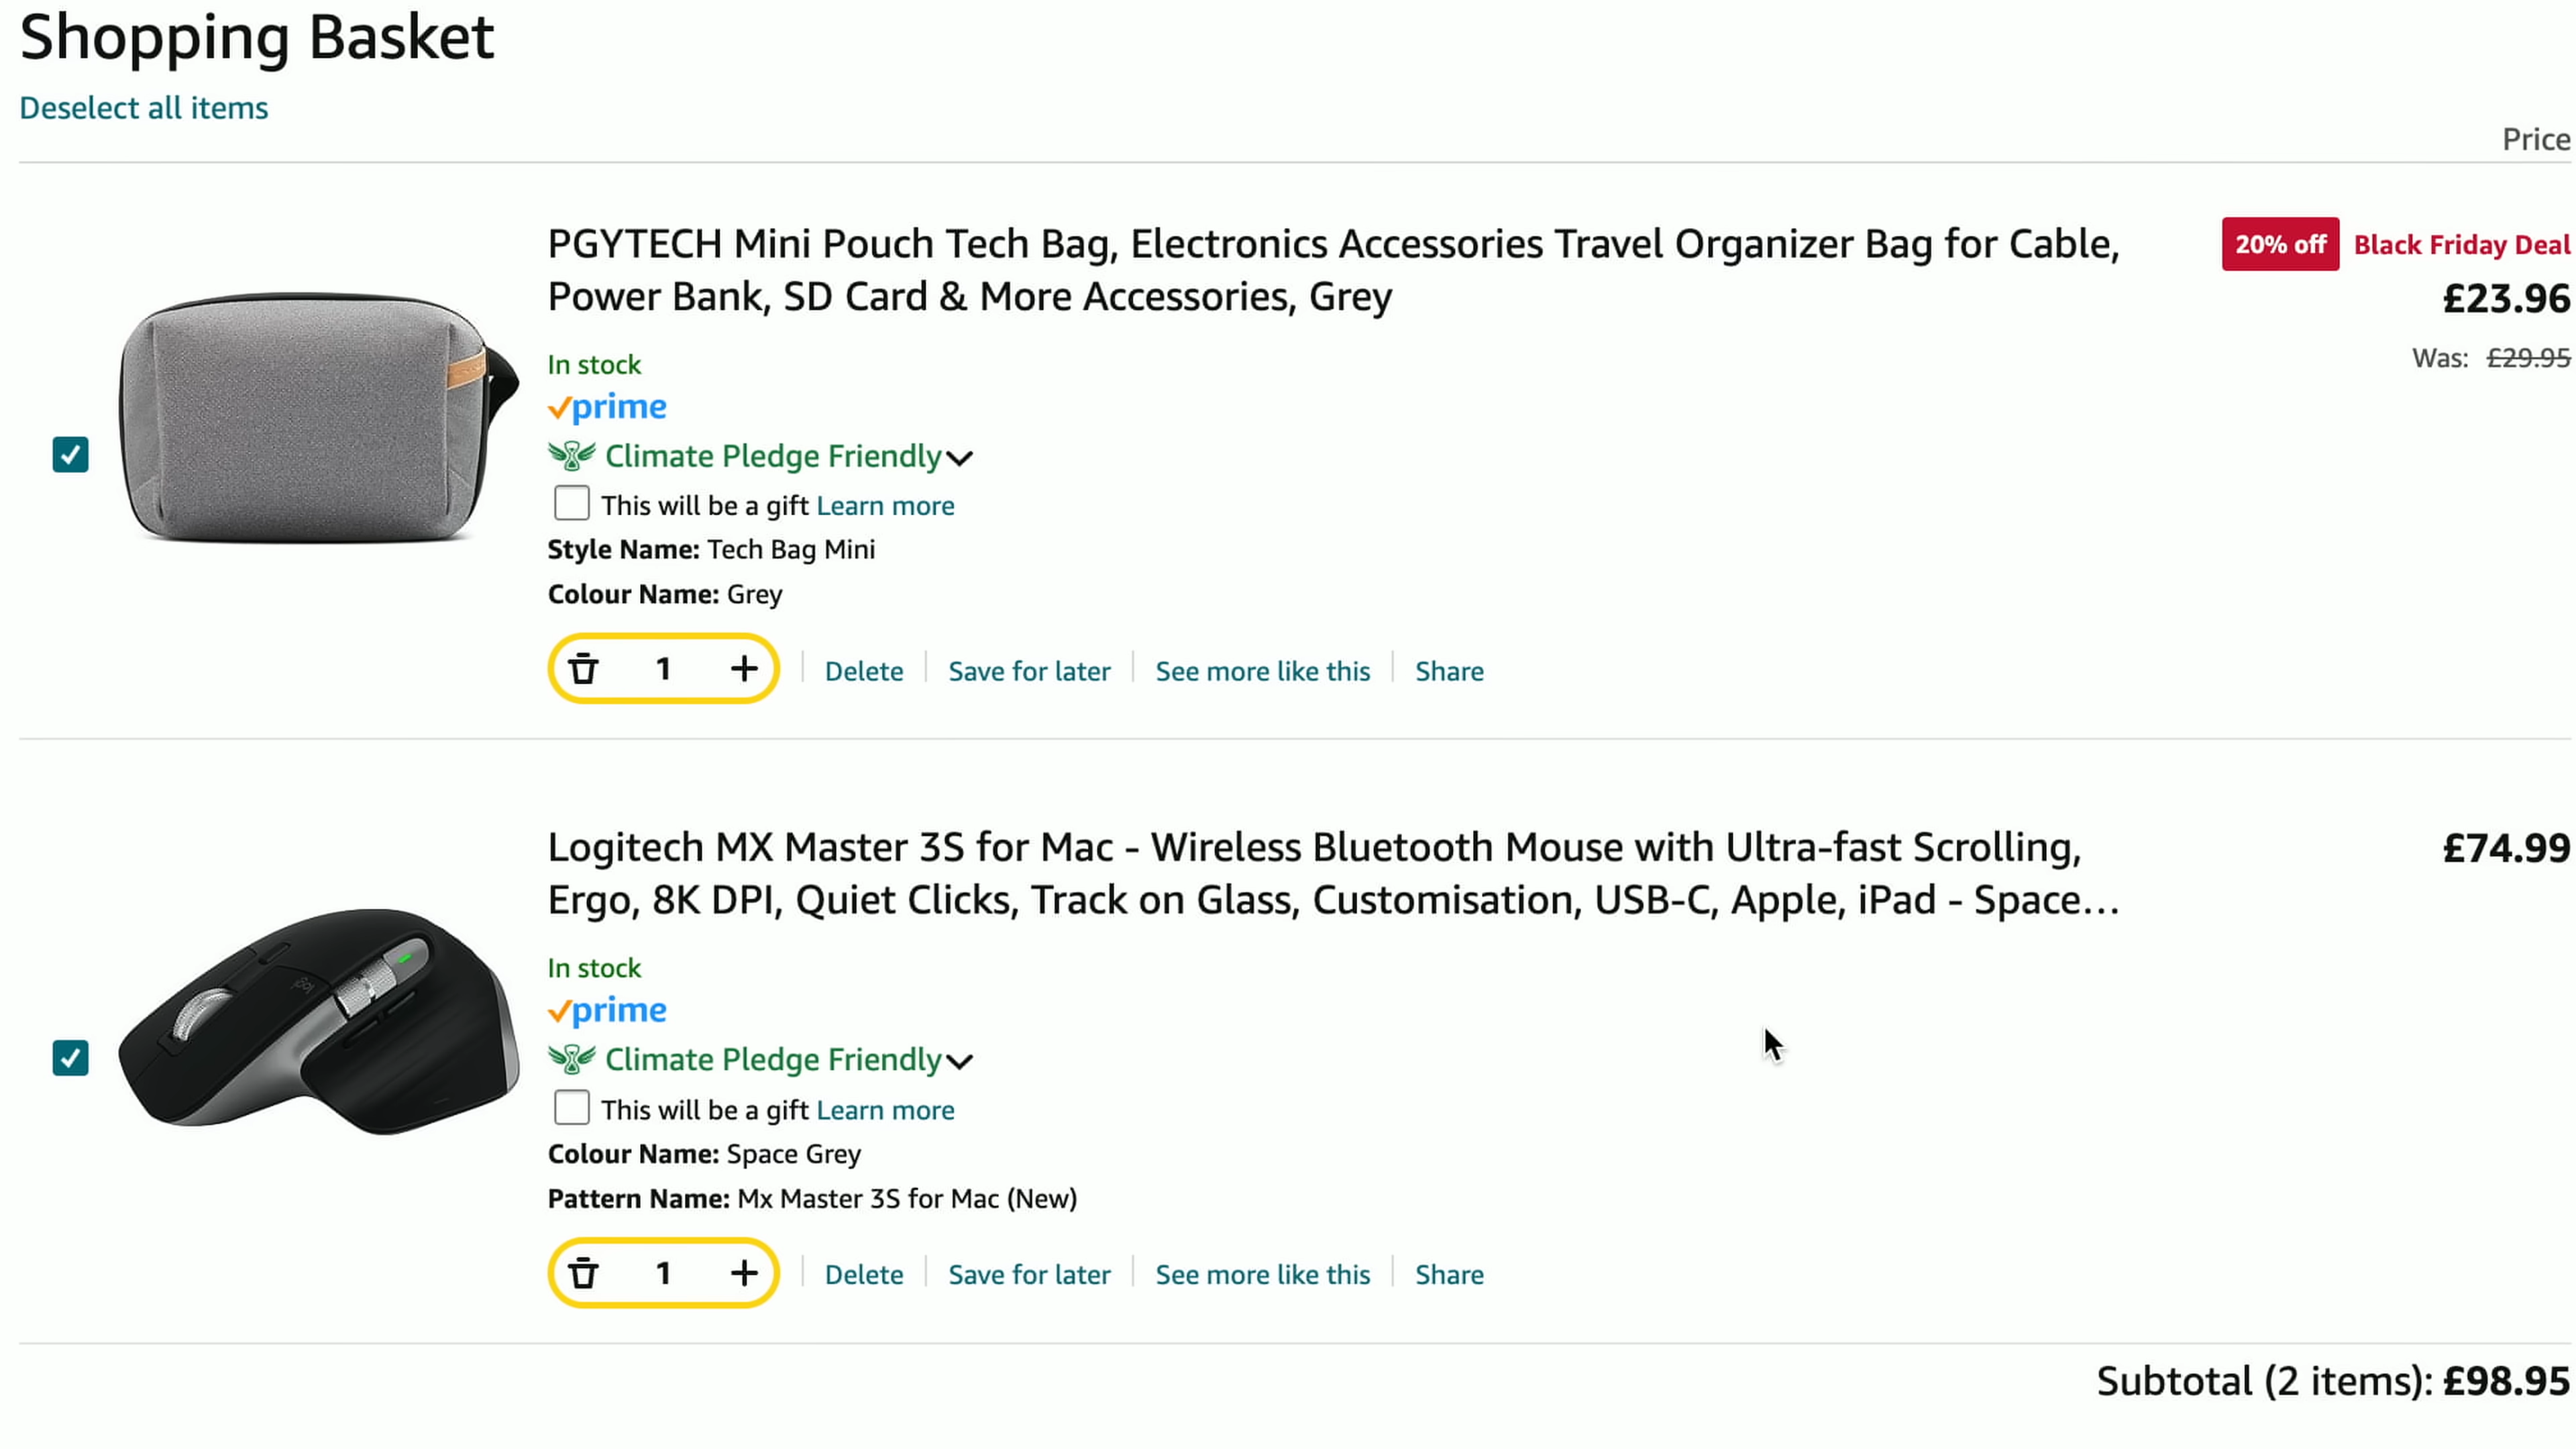 Shopping Basket
Deselect all items
Price
PGYTECH Mini Pouch Tech Bag, Electronics Accessories Travel Organizer Bag for Cable,
Power Bank, SD Card & More Accessories, Grey
20% off Black Friday Deal
£23.96
Was: £29.95
In stock
prime
Climate Pledge Friendly
This will be a gift Learn more
Style Name: Tech Bag Mini
Colour Name: Grey
1 Delete Save for later See more like this Share
Logitech MX Master 3S for Mac - Wireless Bluetooth Mouse with Ultra-fast Scrolling,
Ergo, 8K DPI, Quiet Clicks, Track on Glass, Customisation, USB-C, Apple, iPad - Space...
£74.99
logi
In stock
prime
Climate Pledge Friendly
This will be a gift Learn more
Colour Name: Space Grey
Pattern Name: Mx Master 3S for Mac (New)
1 Delete Save for later See more like this Share
Subtotal (2 items): £98.95